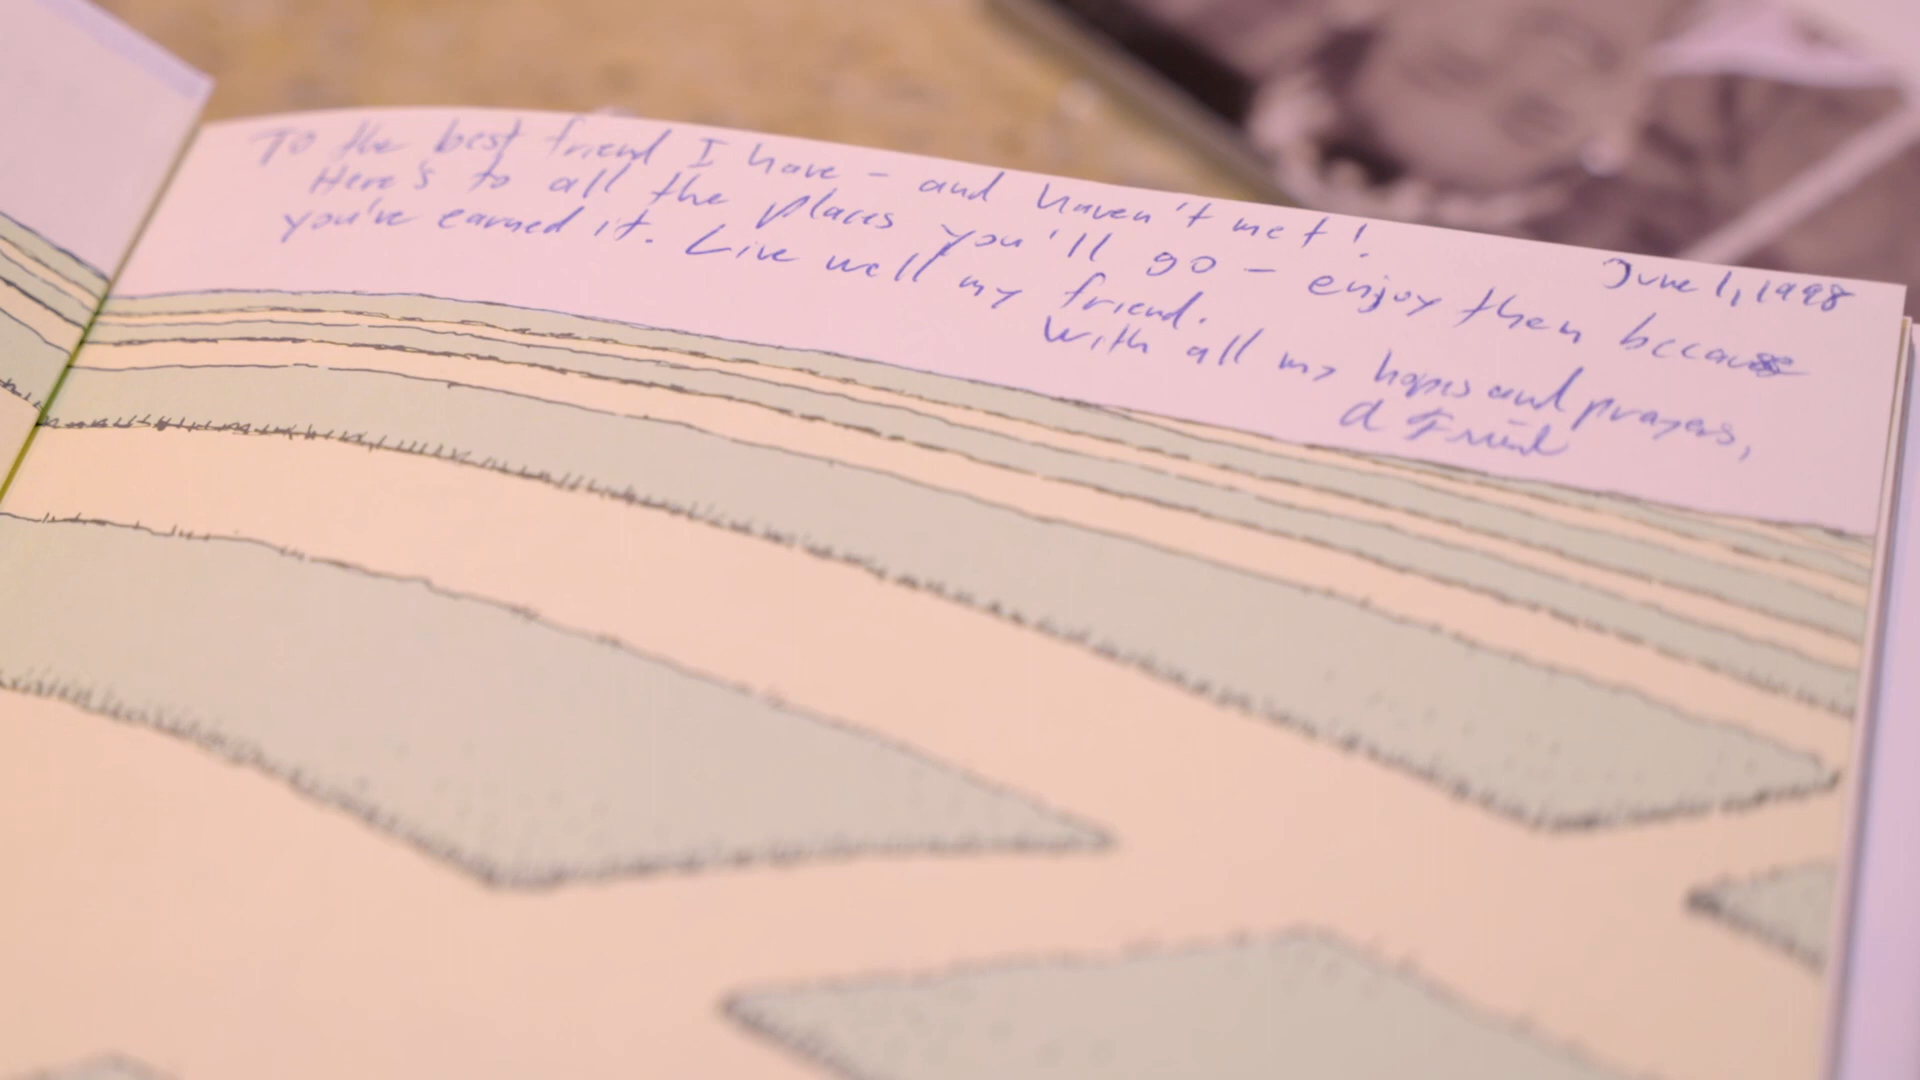 June 1, 1998
To the best friend I have - and haven't met!
Here's to all the places you'll go - enjoy them because
you've earned it. Live well my friend.
With all my hopes and prayers,
A Friend